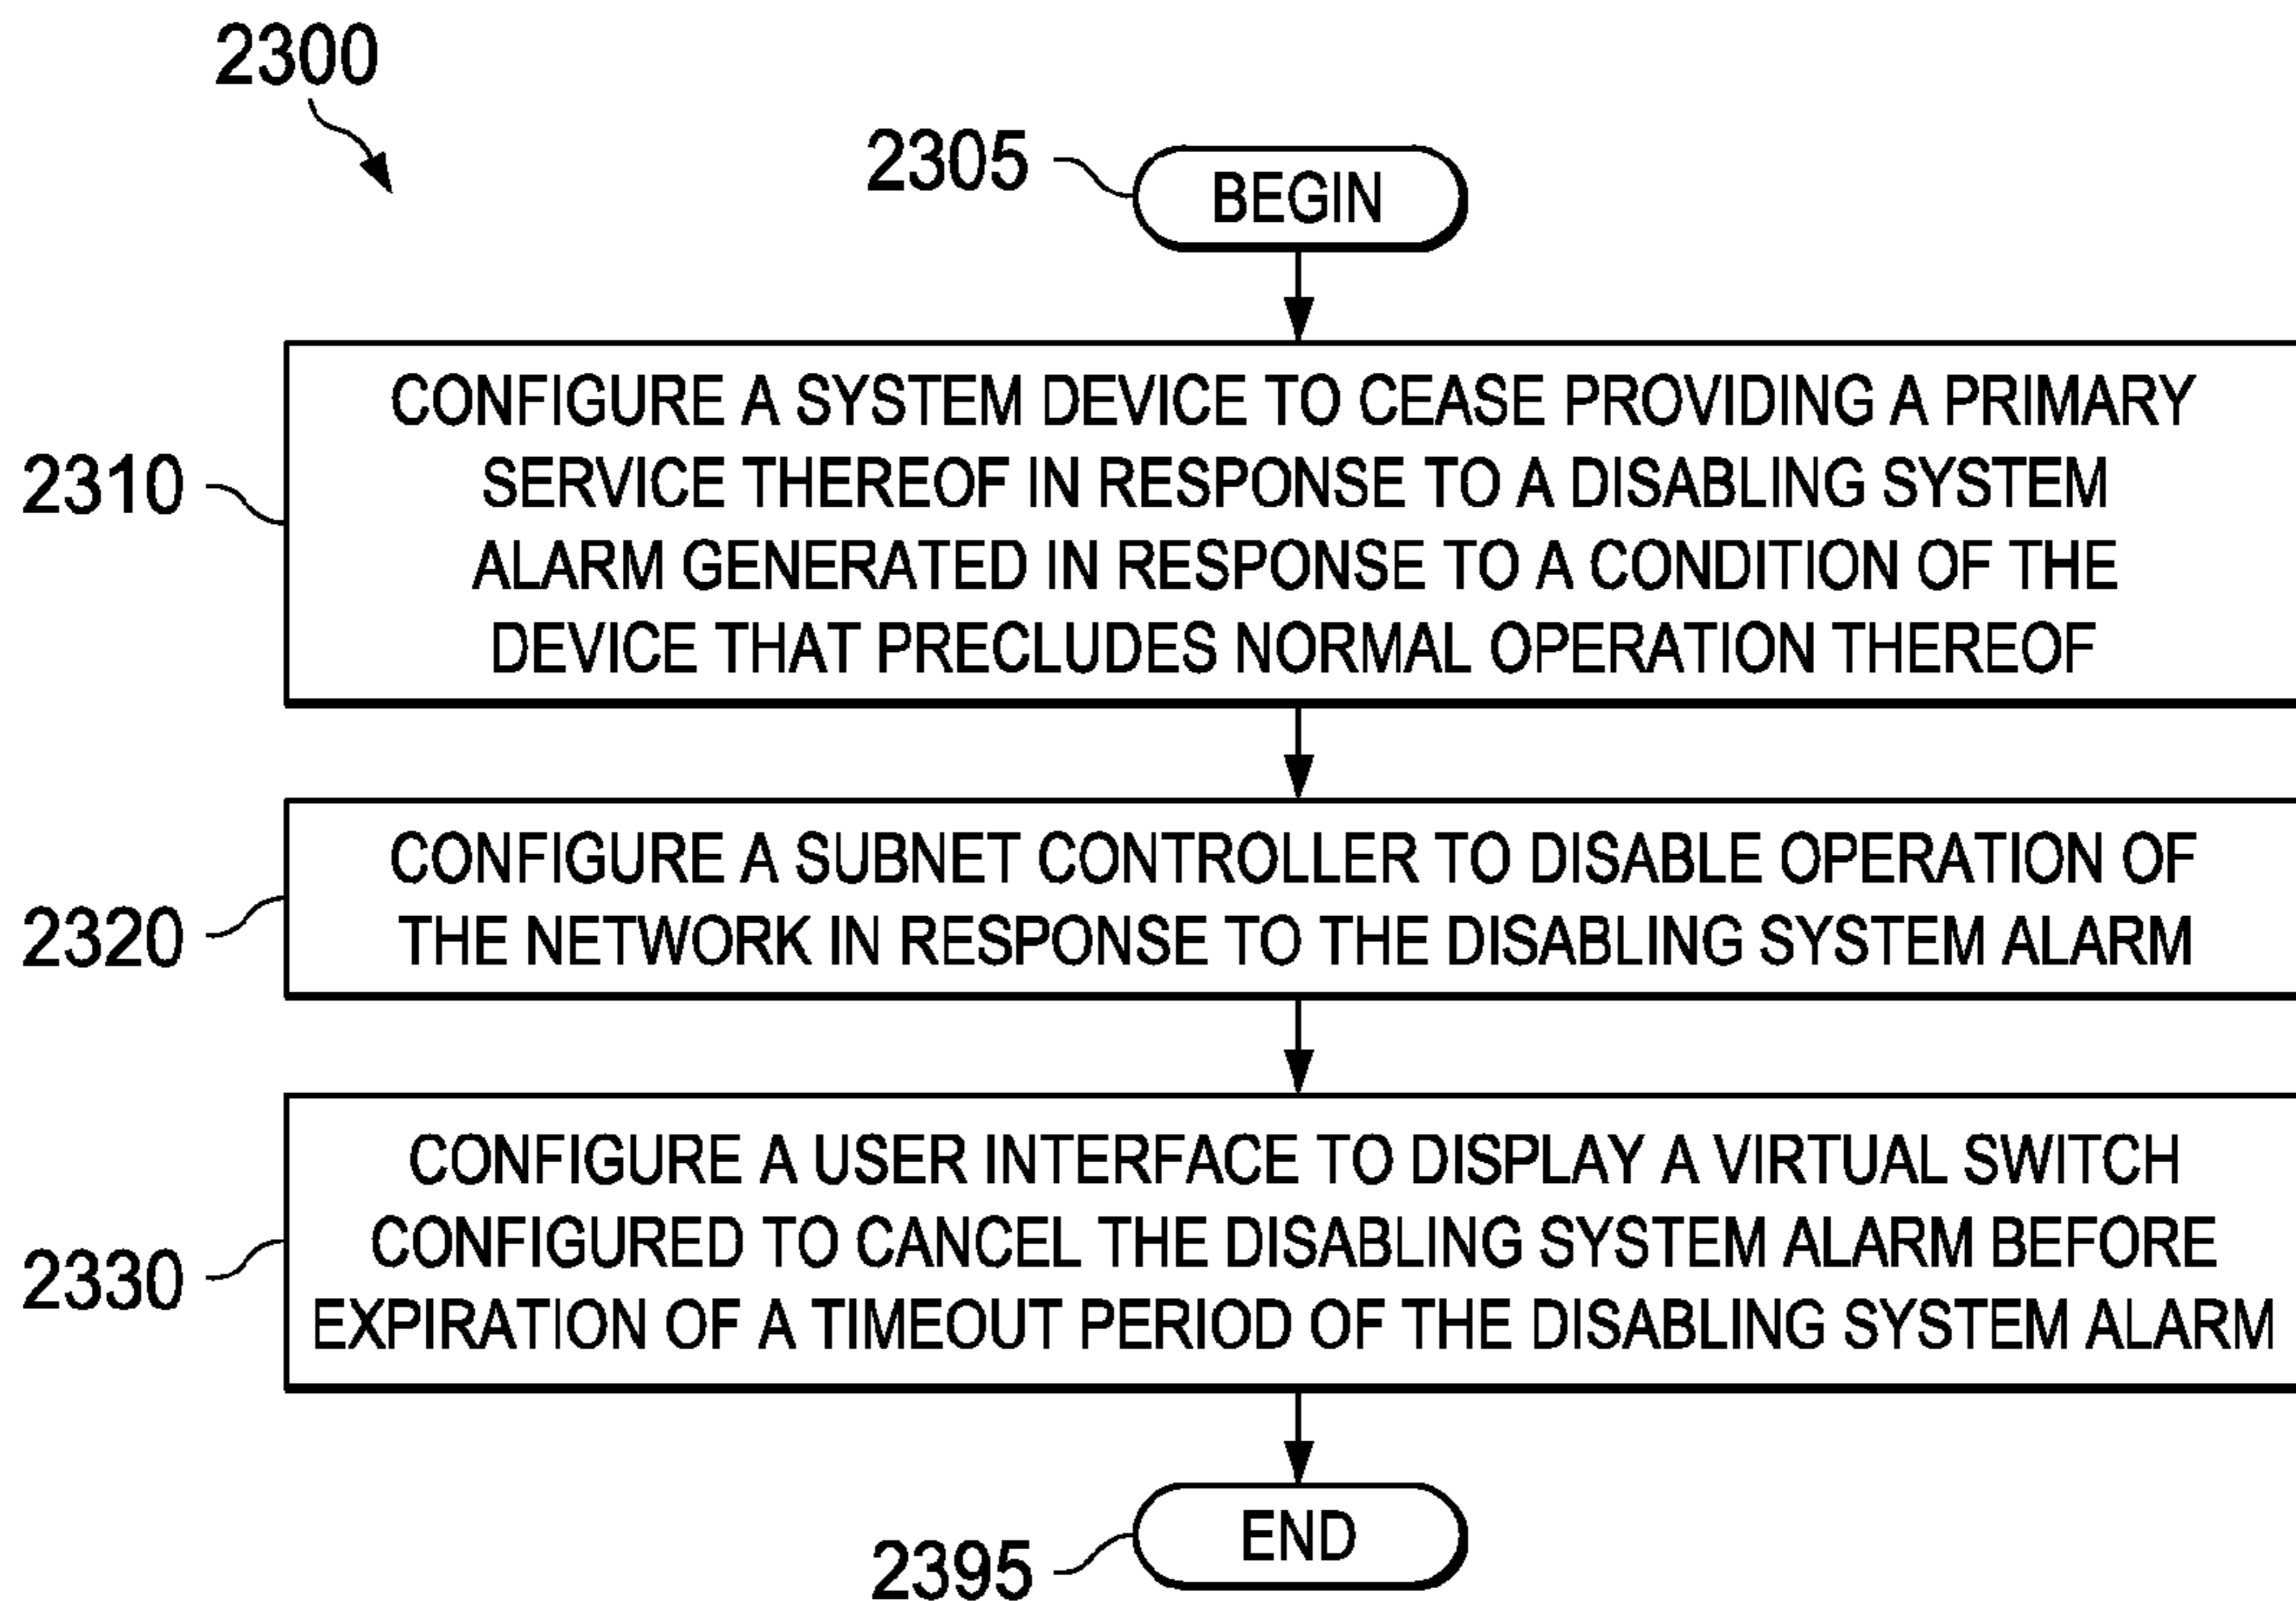 2300
2305
BEGIN
2310
CONFIGURE A SYSTEM DEVICE TO CEASE PROVIDING A PRIMARY
SERVICE THEREOF IN RESPONSE TO A DISABLING SYSTEM
ALARM GENERATED IN RESPONSE TO A CONDITION OF THE
DEVICE THAT PRECLUDES NORMAL OPERATION THEREOF
2320
CONFIGURE A SUBNET CONTROLLER TO DISABLE OPERATION OF
THE NETWORK IN RESPONSE TO THE DISABLING SYSTEM ALARM
2330
CONFIGURE A USER INTERFACE TO DISPLAY A VIRTUAL SWITCH
CONFIGURED TO CANCEL THE DISABLING SYSTEM ALARM BEFORE
EXPIRATION OF A TIMEOUT PERIOD OF THE DISABLING SYSTEM ALARM
2395
END